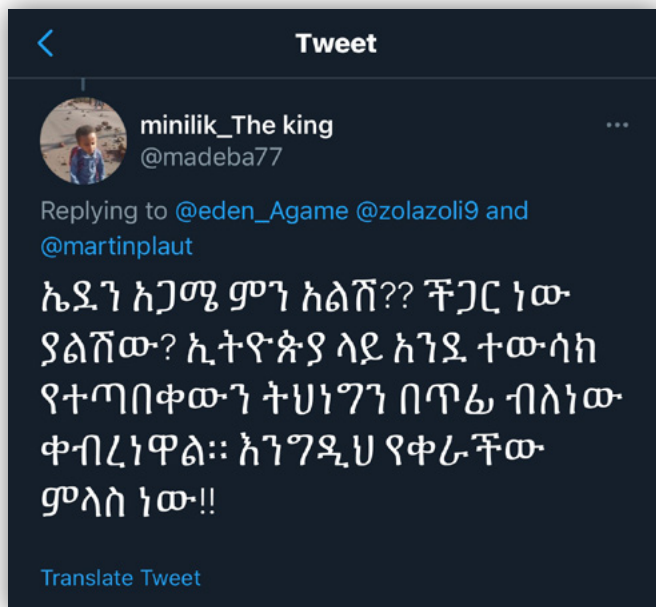 Tweet
minilik_The king
@madeba77
Replying to @eden_Agame @zolazoli9 and
@martinplaut
ኤደን አጋሜ ምን አልሽ?? ችጋር ነው
ያልሽው? ኢትዮጵያ ላይ እንደ ተውሳክ
የተጣበቀውን ትህነግን በጥፊ ብለነው
ቀብረነዋል። እንግዲህ የቀራችው
ምላስ ነው!!
Translate Tweet